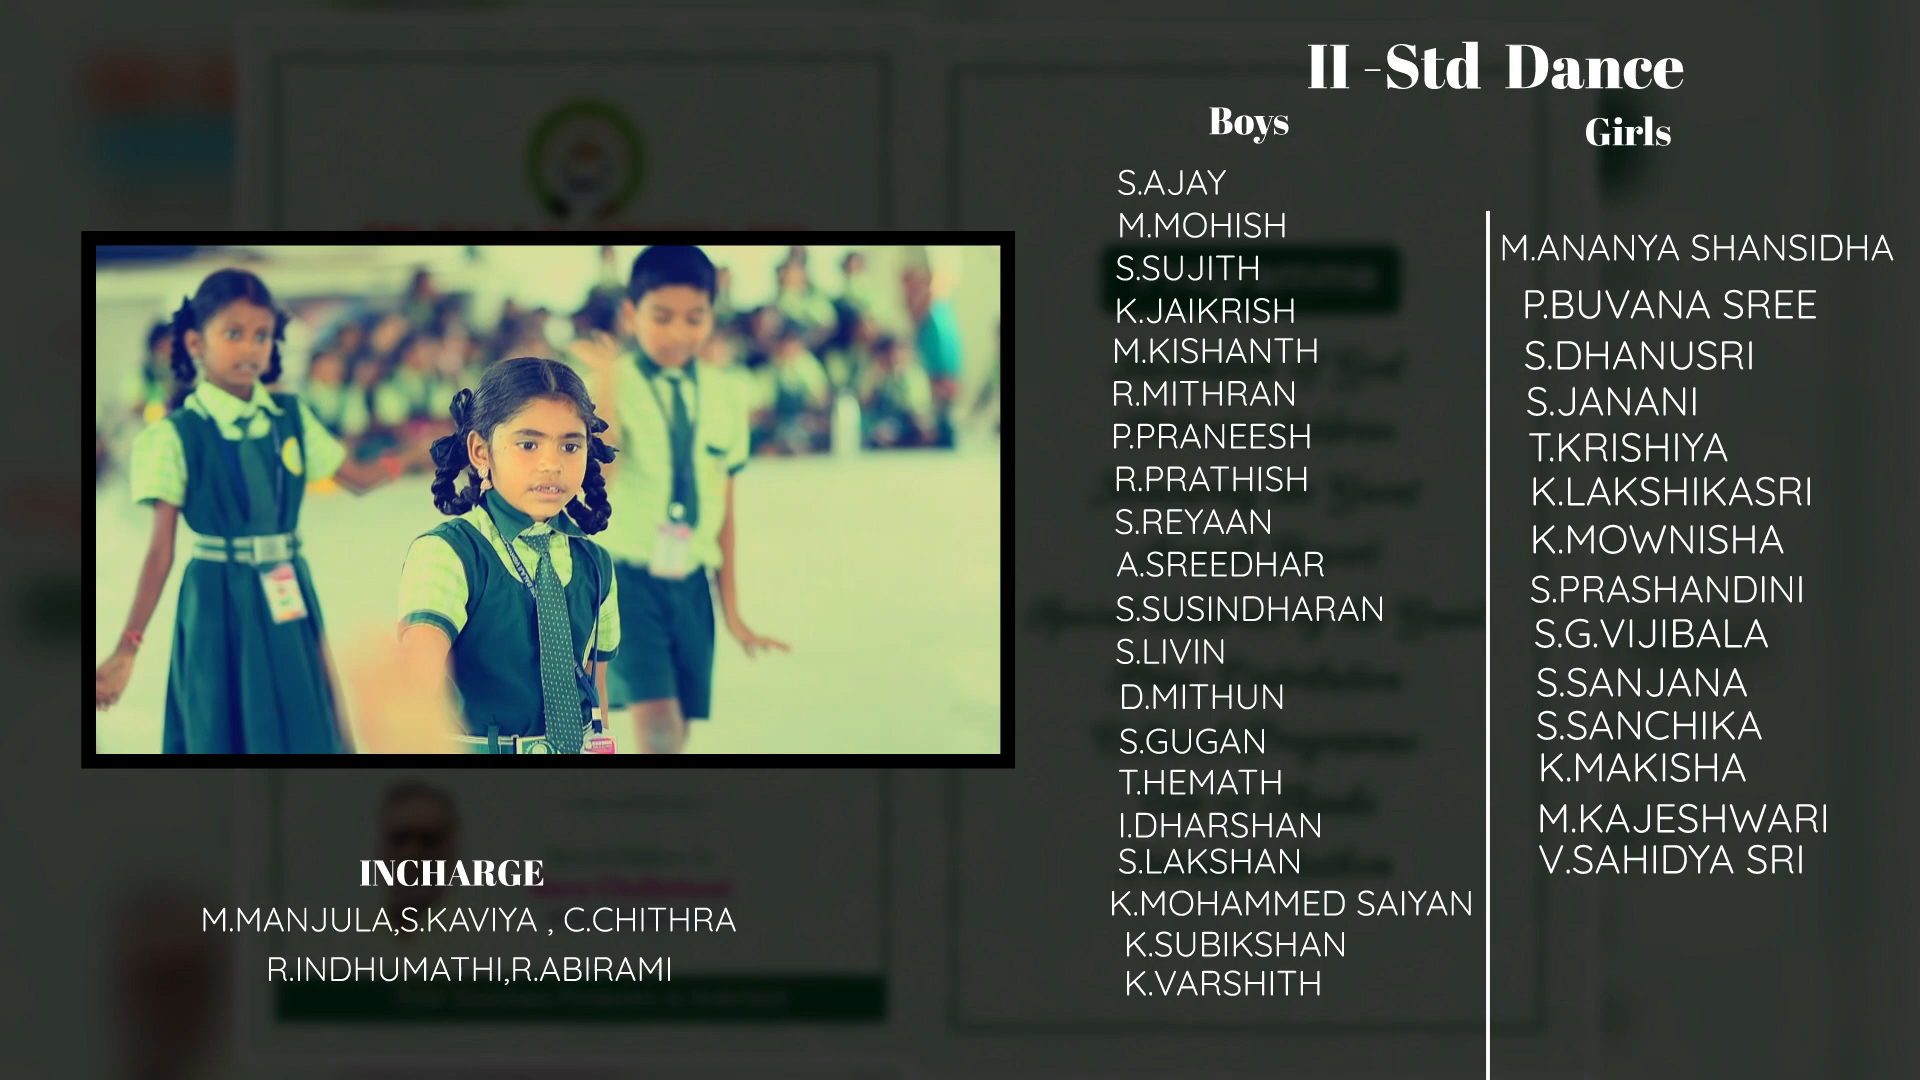 II -Std Dance
Boys
S.AJAY
M.MOHISH
S.SUJITH
K.JAIKRISH
M.KISHANTH
R.MITHRAN
P.PRANEESH
R.PRATHISH
S.REYAAN
A.SREEDHAR
S.SUSINDHARAN
S.LIVIN
D.MITHUN
S.GUGAN
T.HEMATH
I.DHARSHAN
S.LAKSHAN
K.MOHAMMED SAIYAN
K.SUBIKSHAN
K.VARSHITH
Girls
M.ANANYA SHANSIDHA
P.BUVANA SREE
S.DHANUSRI
S.JANANI
T.KRISHIYA
K.LAKSHIKASRI
K.MOWNISHA
S.PRASHANDINI
S.G.VIJIBALA
S.SANJANA
S.SANCHIKA
K.MAKISHA
M.KAJESHWARI
V.SAHIDYA SRI
INCHARGE
M.MANJULA,S.KAVIYA , C.CHITHRA
R.INDHUMATHI,R.ABIRAMI